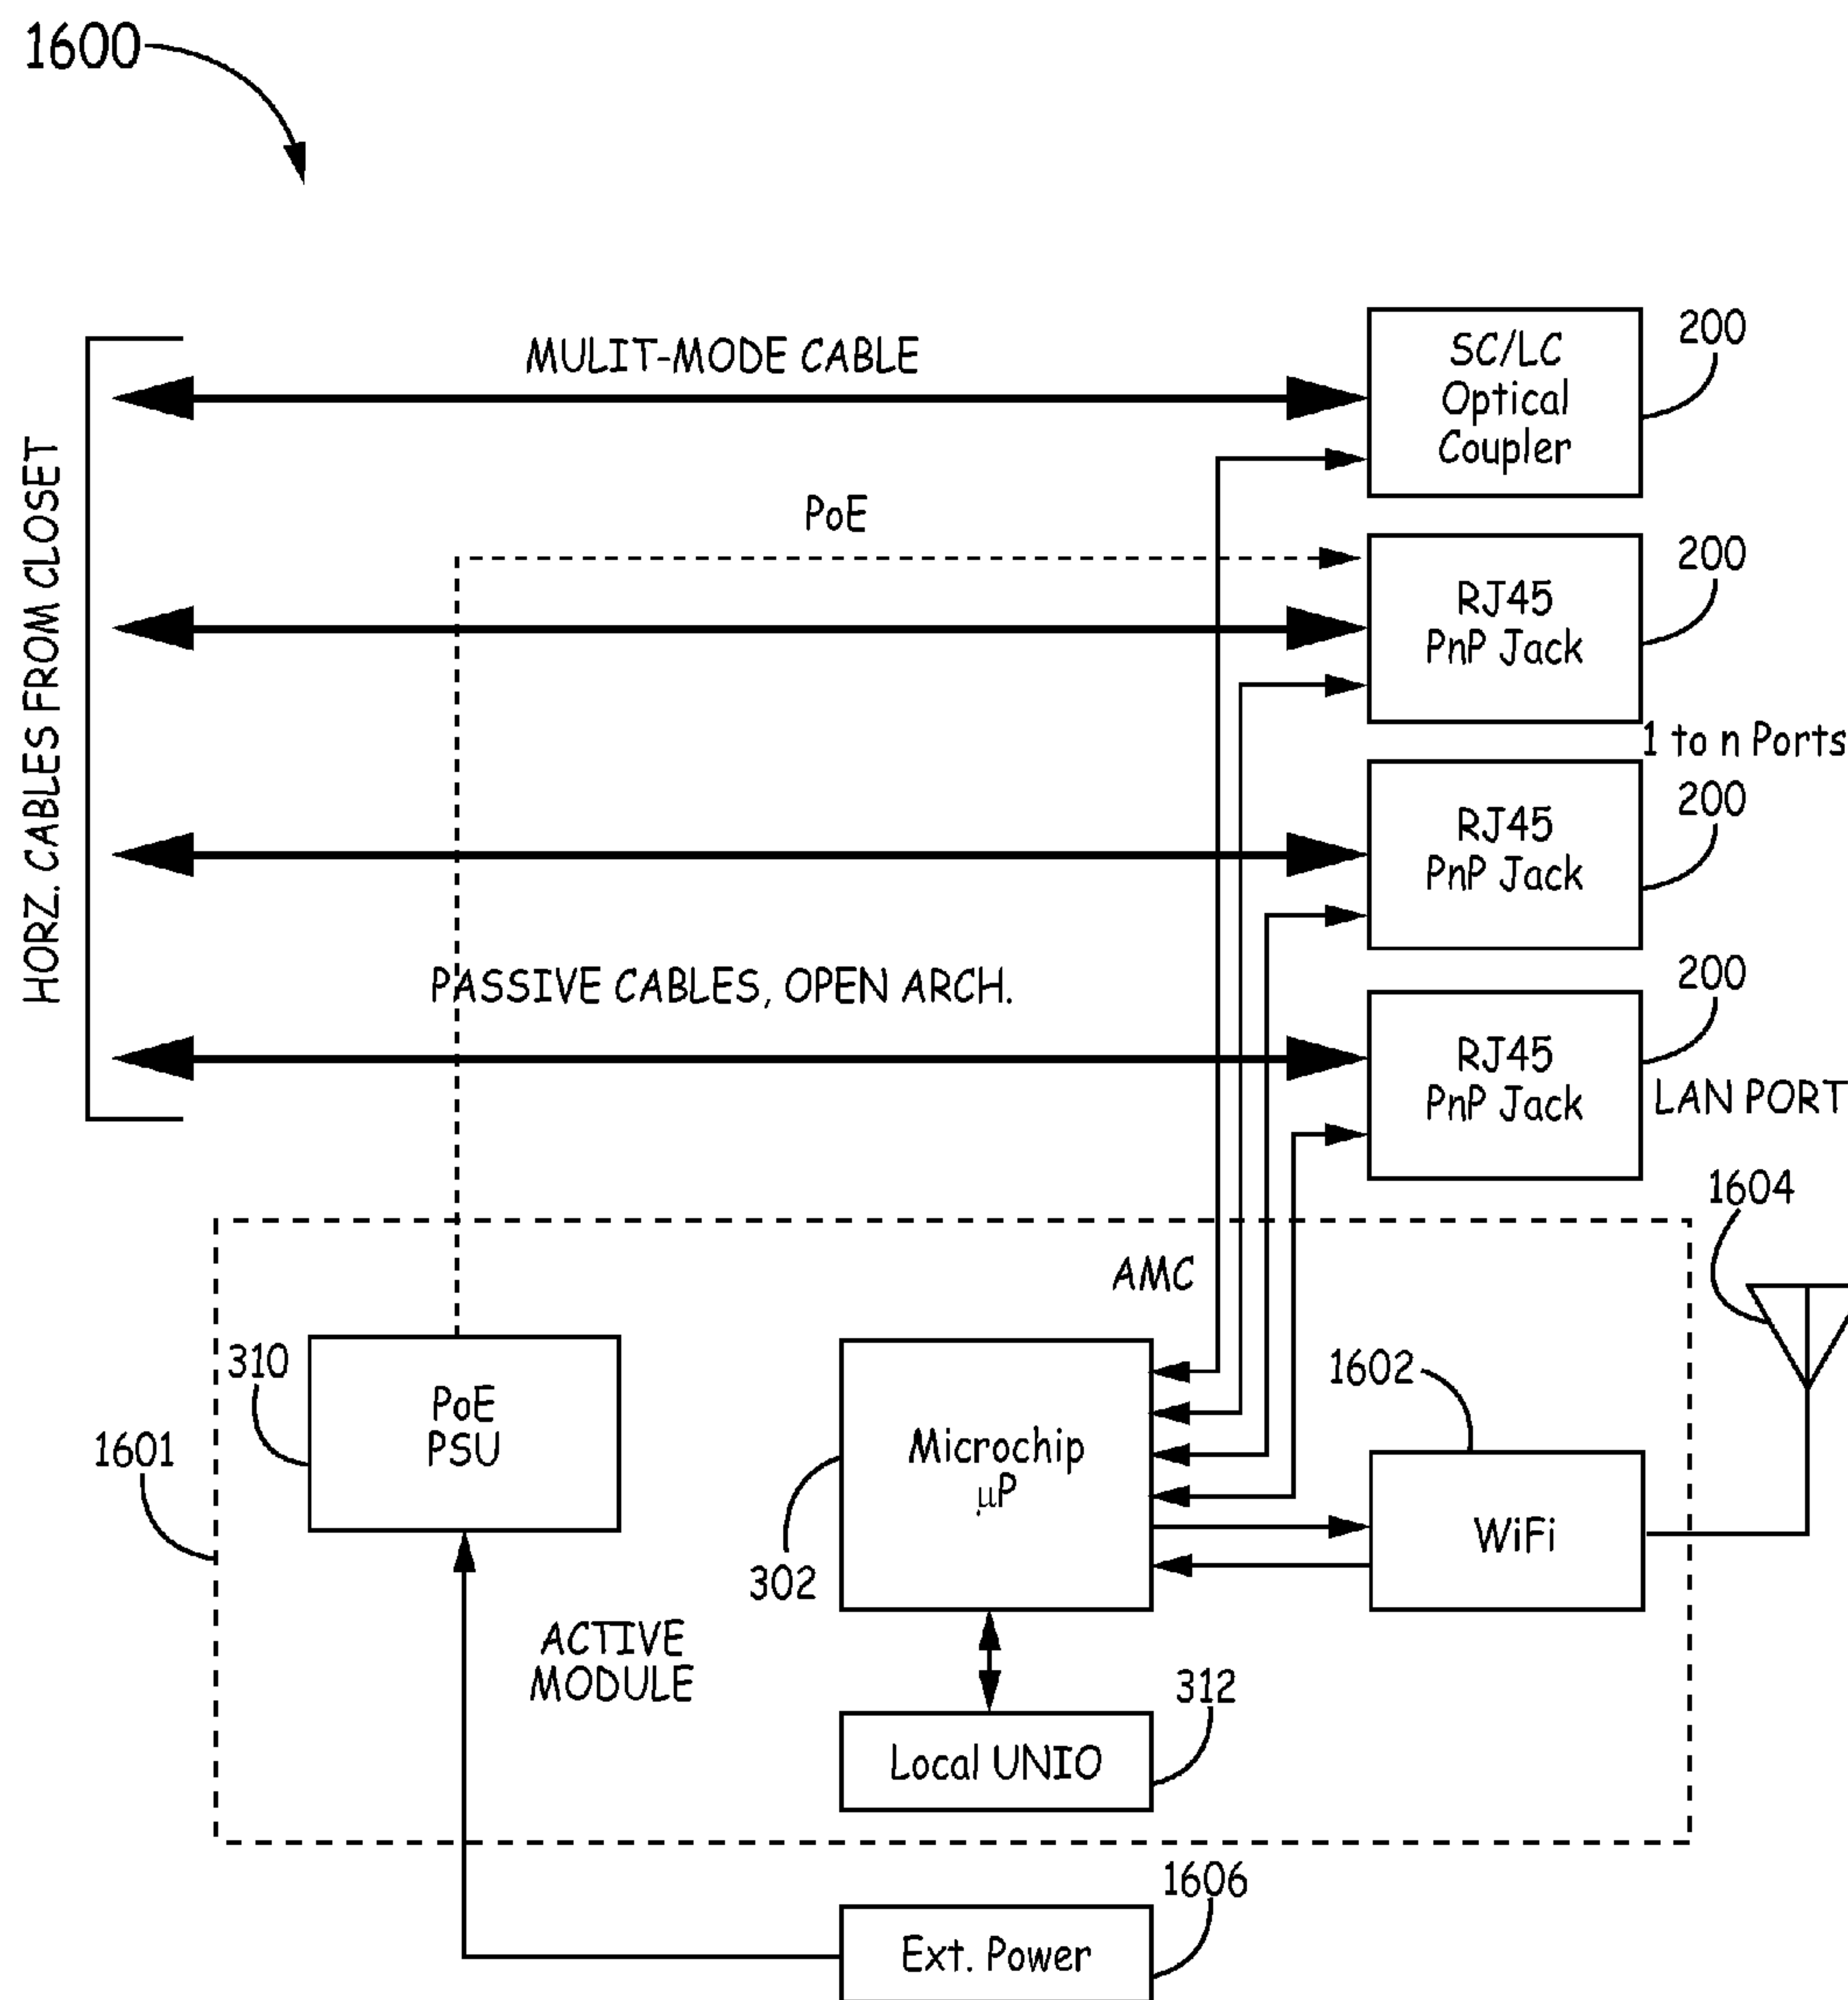 1600
MULIT-MODE CABLE
SC/LC
Optical
Coupler
200
PoE
RJ45
PnP Jack
200
1 to n Ports
HORZ. CABLES FROM CLOSET
RJ45
PnP Jack
200
PASSIVE CABLES, OPEN ARCH.
RJ45
PnP Jack
200
LAN PORT
1604
AMC
310
PoE
PSU
1601
Microchip
µP
302
1602
WiFi
ACTIVE
MODULE
312
Local UNIO
1606
Ext. Power